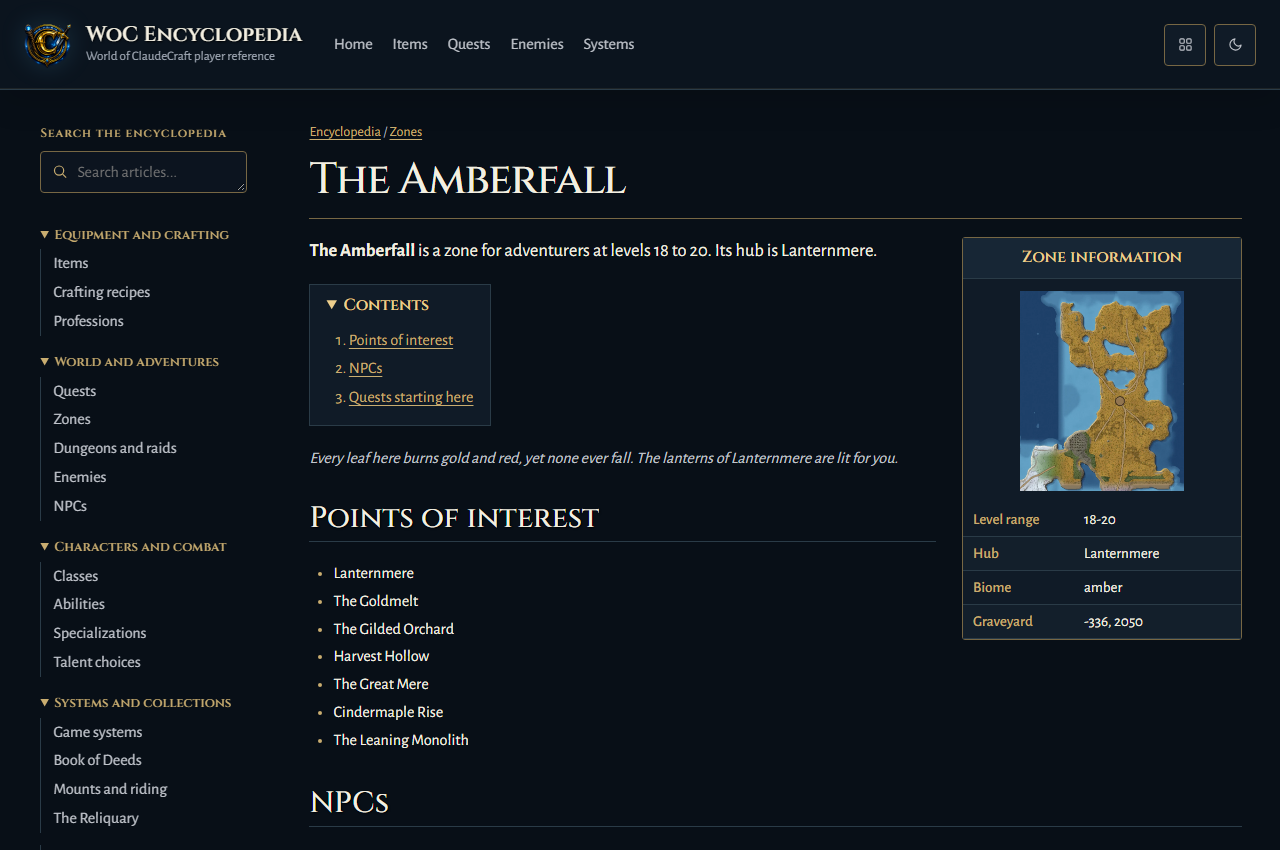 WoC Encyclopedia
World of ClaudeCraft player reference
Home Items Quests Enemies Systems
Search the encyclopedia
Search articles...
Equipment and crafting
Items
Crafting recipes
Professions
World and adventures
Quests
Zones
Dungeons and raids
Enemies
NPCs
Characters and combat
Classes
Abilities
Specializations
Talent choices
Systems and collections
Game systems
Book of Deeds
Mounts and riding
The Reliquary
Encyclopedia / Zones
The Amberfall
The Amberfall is a zone for adventurers at levels 18 to 20. Its hub is Lanternmere.
Contents
1. Points of interest
2. NPCs
3. Quests starting here
Every leaf here burns gold and red, yet none ever fall. The lanterns of Lanternmere are lit for you.
Points of interest
• Lanternmere
• The Goldmelt
• The Gilded Orchard
• Harvest Hollow
• The Great Mere
• Cindermaple Rise
• The Leaning Monolith
NPCs
Zone information
Level range 18-20
Hub Lanternmere
Biome amber
Graveyard -336, 2050